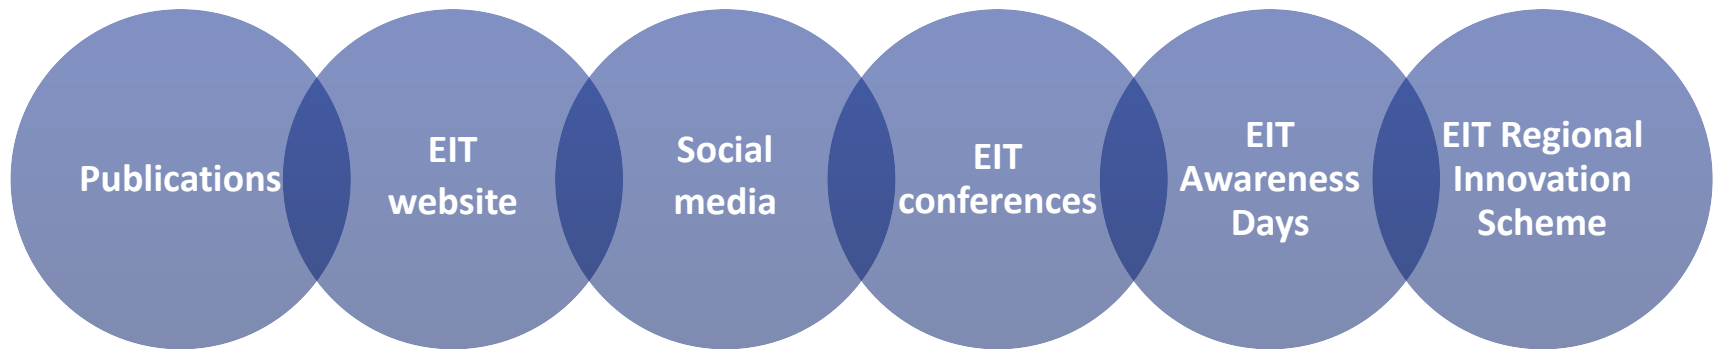 Publications
EIT
website
Social
media
EIT
conferences
EIT
Awareness
Days
EIT Regional
Innovation
Scheme